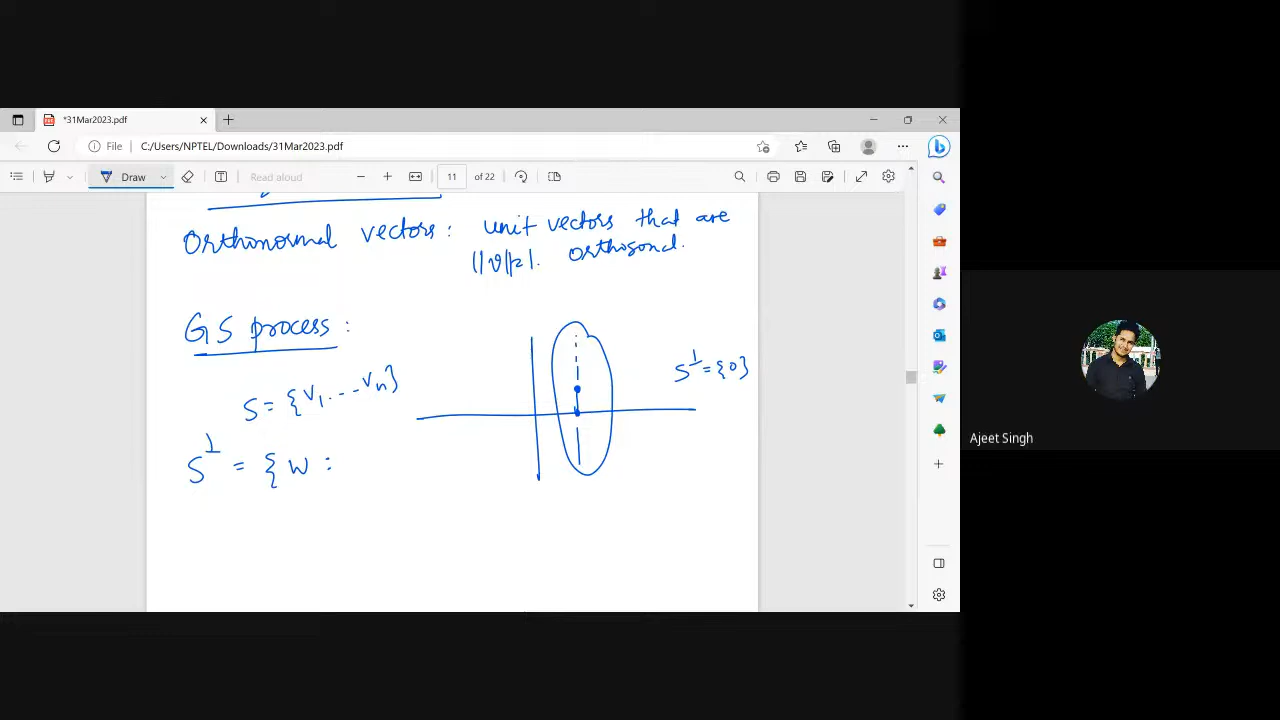 *31Mar2023.pdf
File C:/Users/NPTEL/Downloads/31Mar2023.pdf
Draw Read aloud 11 of 22
Orthonormal vectors: unit vectors that are
||v||=1. orthogonal.
GS process:
S^⊥ = {0}
S = {v₁, ... vₙ}
S^⊥ = { w :
Ajeet Singh